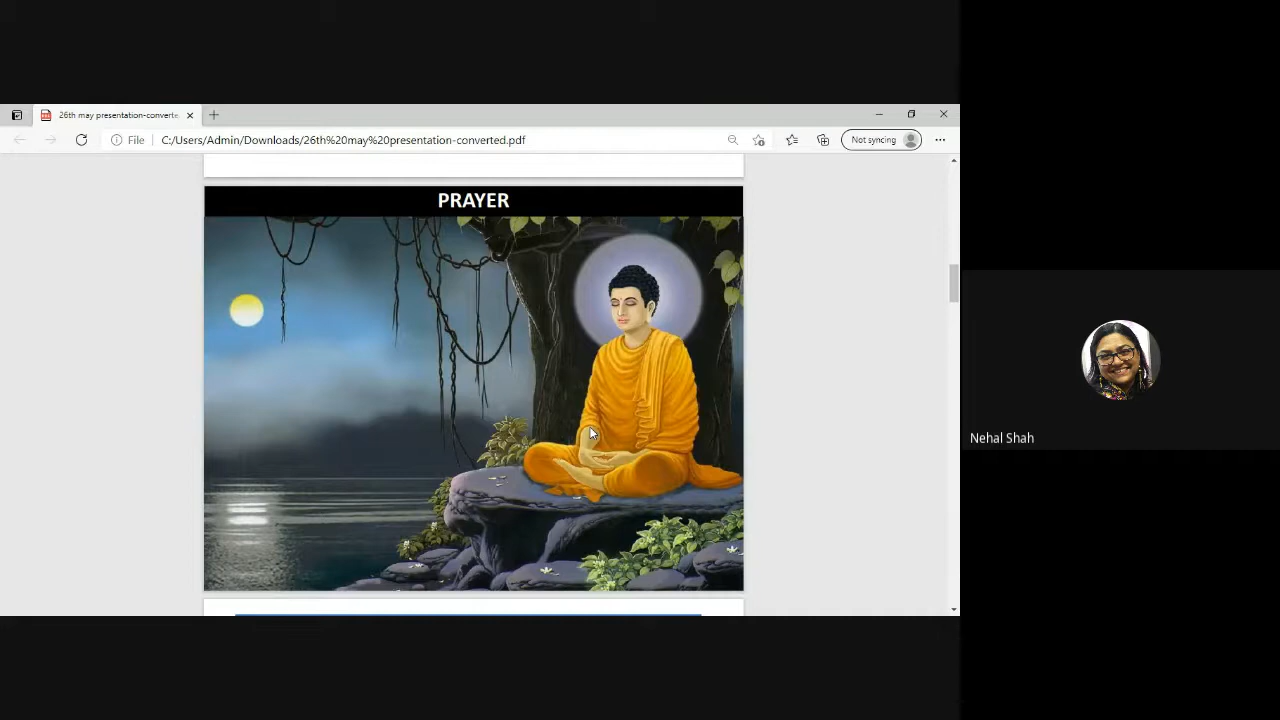 26th may presentation-converte
File
C:/Users/Admin/Downloads/26th%20may%20presentation-converted.pdf
Not syncing
PRAYER
Nehal Shah